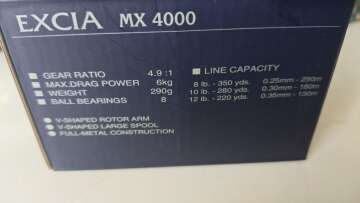 EXCIA MX 4000
GEAR RATIO 4.9:1
MAX.DRAG POWER 6kg
WEIGHT 290g
BALL BEARINGS 8
LINE CAPACITY
8 lb. - 350 yds. 0.25mm - 290m
10 lb. - 280 yds. 0.30mm - 180m
12 lb. - 220 yds. 0.35mm - 130m
V-SHAPED ROTOR ARM
V-SHAPED LARGE SPOOL
FULL-METAL CONSTRUCTION